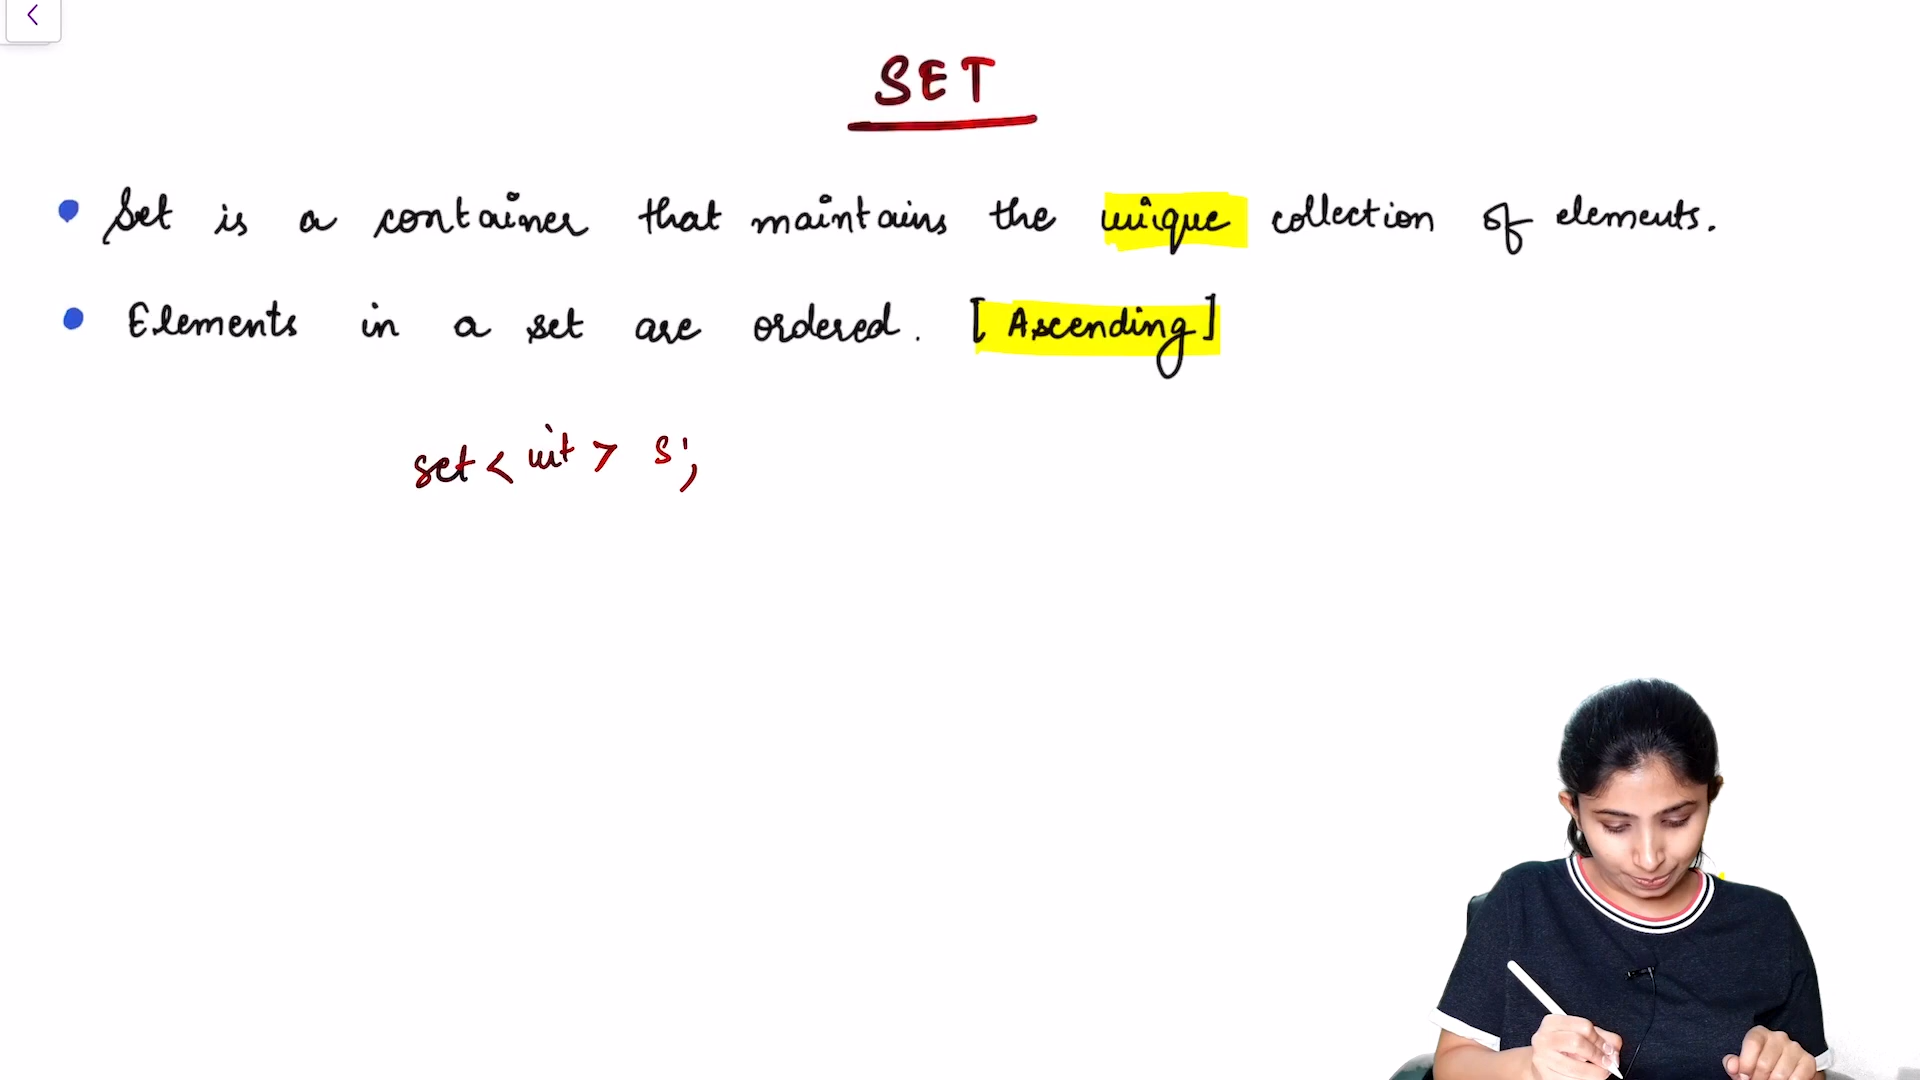 SET
• Set is a container that maintains the unique collection of elements.
• Elements in a set are ordered. [Ascending]
set < int > s;